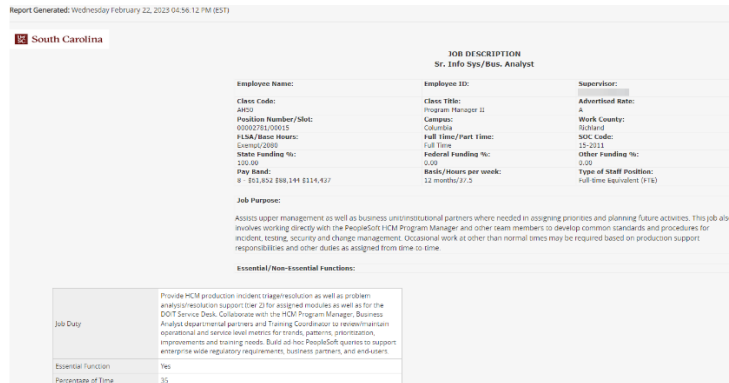 Report Generated: Wednesday February 22, 2023 04:56:12 PM (EST)
South Carolina
JOB DESCRIPTION
Sr. Info Sys/Bus. Analyst
Employee Name: Employee ID: Supervisor:
Class Code: Class Title: Advertised Rate:
AH50 Program Manager II A
Position Number/Slot: Campus: Work County:
00002781/00015 Columbia Richland
FLSA/Base Hours: Full Time/Part Time: SOC Code:
Exempt/2080 Full Time 15-2011
State Funding %: Federal Funding %: Other Funding %:
100.00 0.00 0.00
Pay Band: Basis/Hours per week: Type of Staff Position:
8 - $61,852 $88,144 $114,437 12 months/37.5 Full-time Equivalent (FTE)
Job Purpose:
Assists upper management as well as business unit/institutional partners where needed in assigning priorities and planning future activities. This job als
involves working directly with the PeopleSoft HCM Program Manager and other team members to develop common standards and procedures for
incident, testing, security and change management. Occasional work at other than normal times may be required based on production support
responsibilities and other duties as assigned from time to time.
Essential/Non-Essential Functions:
Provide HCM production incident triage/resolution as well as problem
analysis/resolution support (tier 2) for assigned modules as well as for the
DOIT Service Desk. Collaborate with the HCM Program Manager, Business
Job Duty Analyst departmental partners and Training Coordinator to review/maintain
operational and service level metrics for trends, patterns, prioritization,
improvements and training needs. Build ad hoc PeopleSoft queries to support
enterprise wide regulatory requirements, business partners, and end-users.
Essential Function Yes
Percentage of Time 35